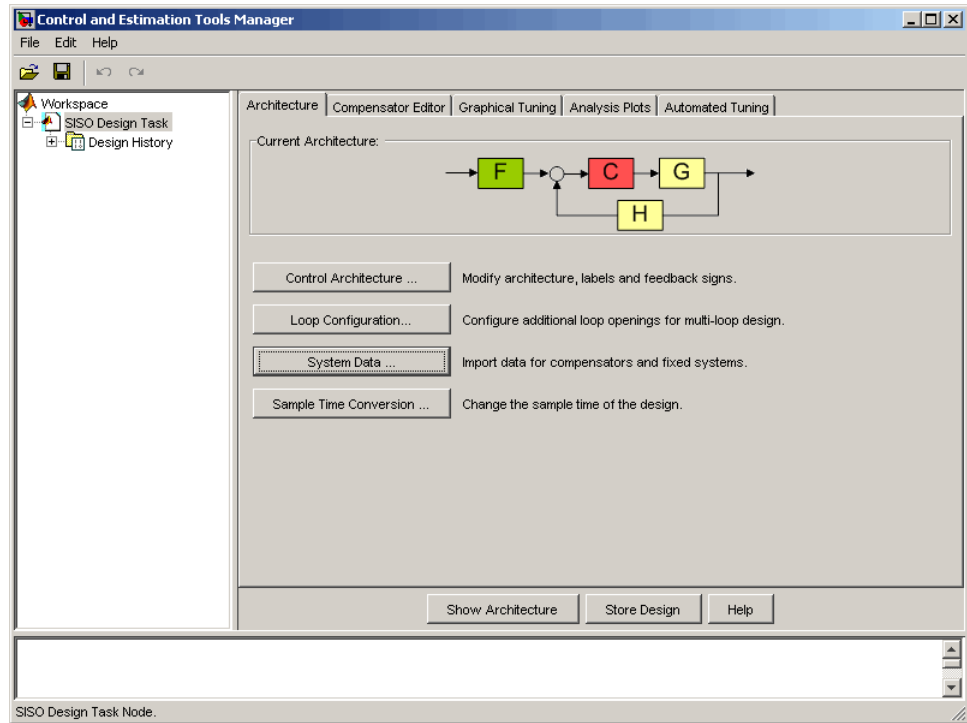 Control and Estimation Tools Manager
File Edit Help
Workspace
SISO Design Task
Design History
Architecture Compensator Editor Graphical Tuning Analysis Plots Automated Tuning
Current Architecture:
F C G
H
Control Architecture ... Modify architecture, labels and feedback signs.
Loop Configuration... Configure additional loop openings for multi-loop design.
System Data ... Import data for compensators and fixed systems.
Sample Time Conversion ... Change the sample time of the design.
Show Architecture Store Design Help
SISO Design Task Node.